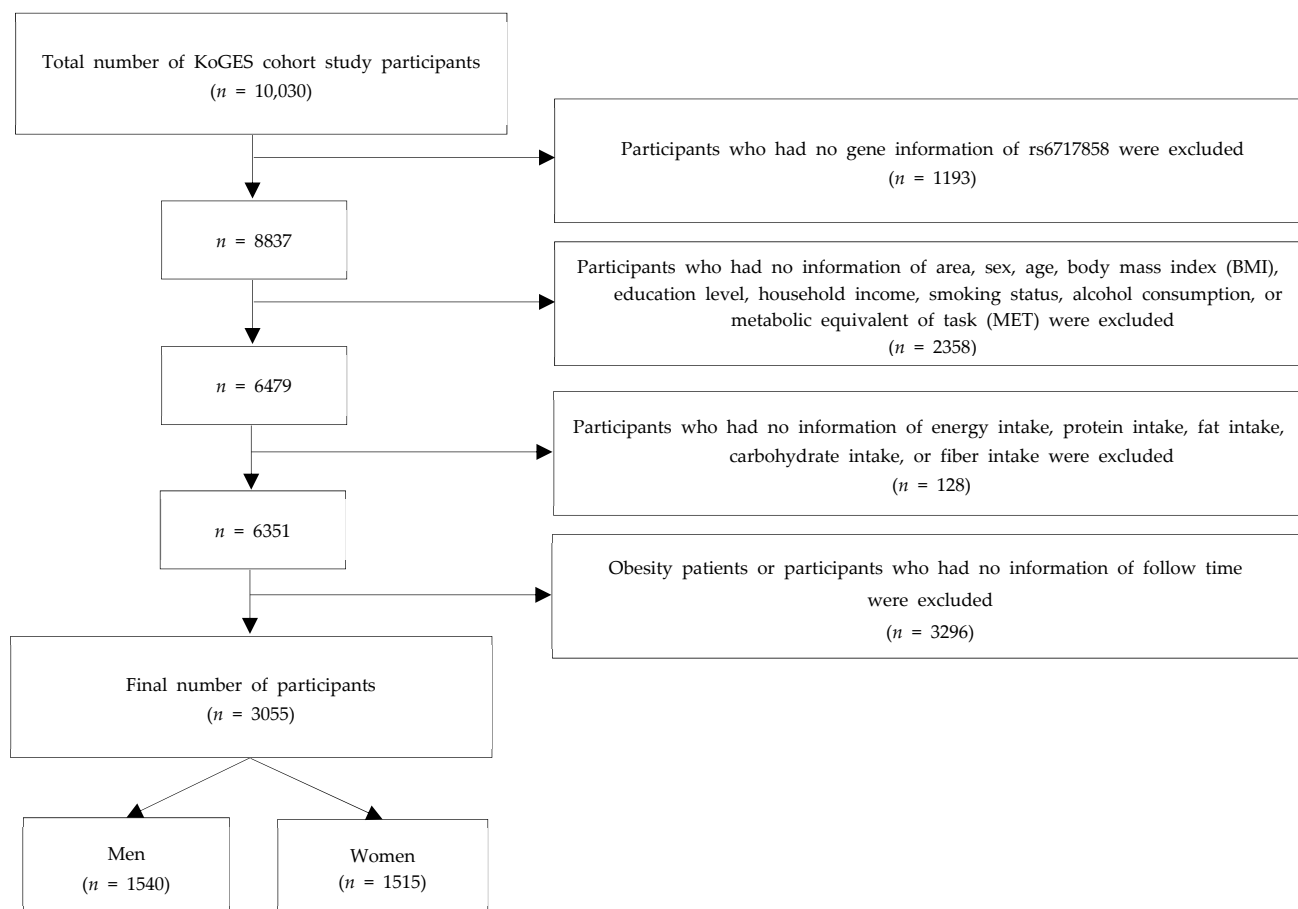 Total number of KoGES cohort study participants
(n = 10,030)
Participants who had no gene information of rs6717858 were excluded
(n = 1193)
n = 8837
Participants who had no information of area, sex, age, body mass index (BMI),
education level, household income, smoking status, alcohol consumption, or
metabolic equivalent of task (MET) were excluded
(n = 2358)
n = 6479
Participants who had no information of energy intake, protein intake, fat intake,
carbohydrate intake, or fiber intake were excluded
(n = 128)
n = 6351
Obesity patients or participants who had no information of follow time
were excluded
(n = 3296)
Final number of participants
(n = 3055)
Men
(n = 1540)
Women
(n = 1515)